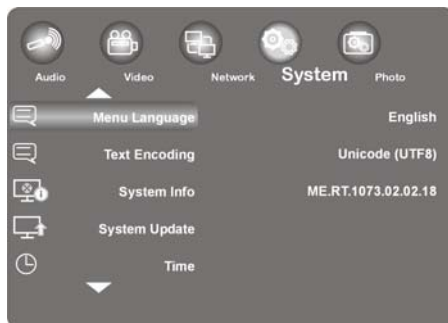 Audio Video Network System Photo
Menu Language English
Text Encoding Unicode (UTF8)
System Info ME.RT.1073.02.02.18
System Update
Time